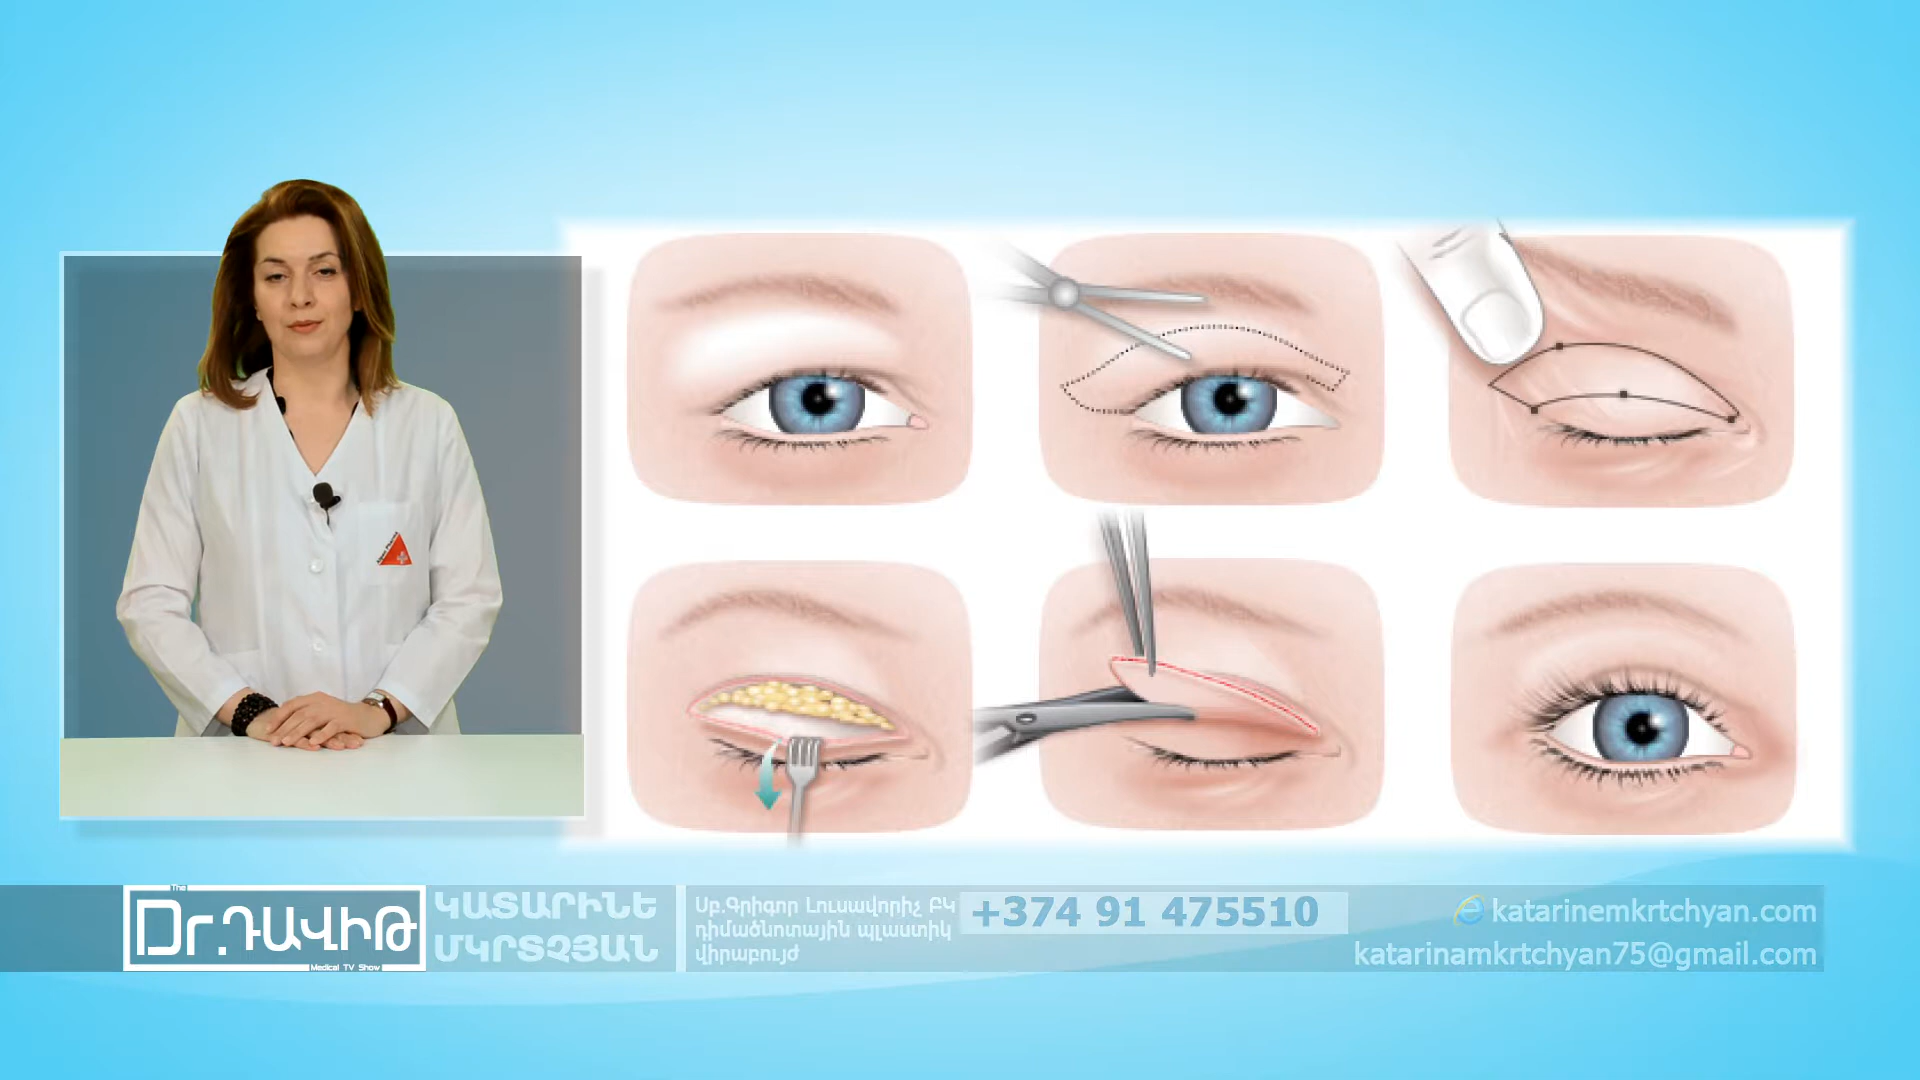 The
Dr.ԴԱՎԻԹ
Medical TV Show
ԿԱՏԱՐԻՆԵ
ՄԿՐՏՉՅԱՆ
Սբ.Գրիգոր Լուսավորիչ ԲԿ
դիմածնոտային պլաստիկ
վիրաբույժ
+374 91 475510
katarinemkrtchyan.com
katarinamkrtchyan75@gmail.com